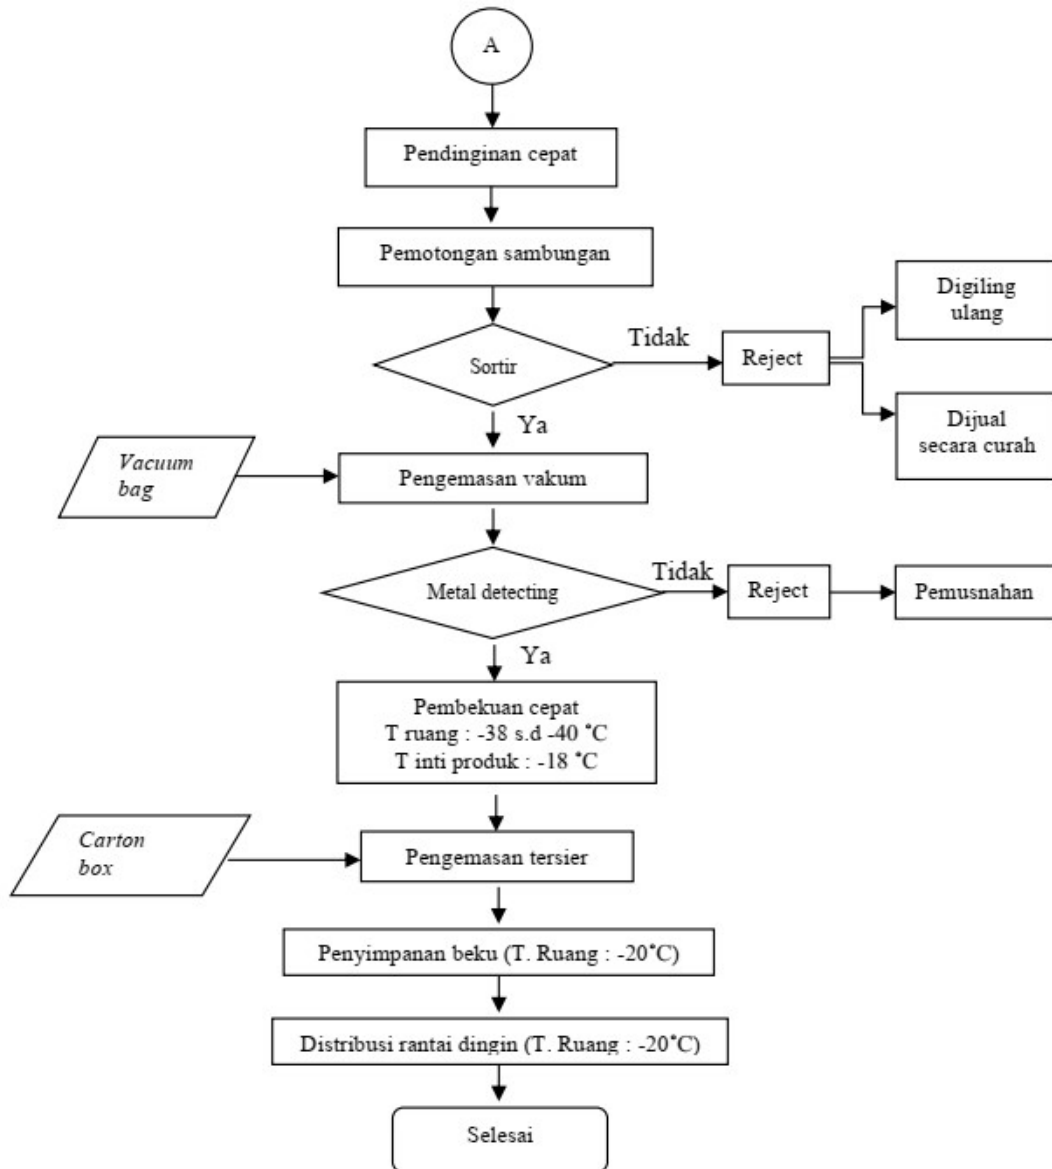 A
Pendinginan cepat
Pemotongan sambungan
Sortir
Tidak
Reject
Digiling
ulang
Dijual
secara curah
Ya
Vacuum
bag
Pengemasan vakum
Metal detecting
Tidak
Reject
Pemusnahan
Ya
Pembekuan cepat
T ruang : -38 s.d -40 ˚C
T inti produk : -18 ˚C
Carton
box
Pengemasan tersier
Penyimpanan beku (T. Ruang : -20˚C)
Distribusi rantai dingin (T. Ruang : -20˚C)
Selesai